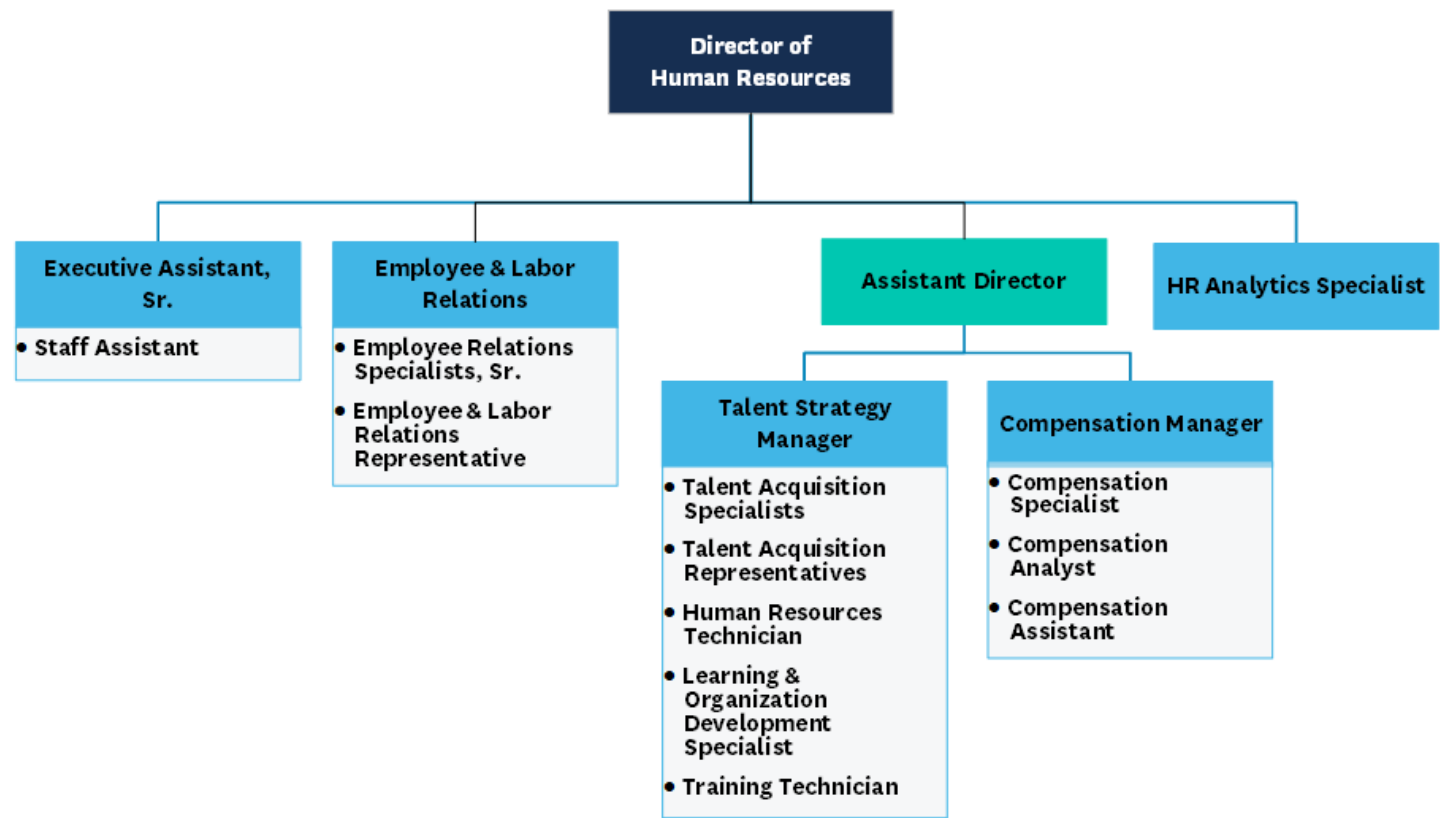 Director of
Human Resources
Executive Assistant,
Sr.
• Staff Assistant
Employee & Labor
Relations
• Employee Relations
Specialists, Sr.
• Employee & Labor
Relations
Representative
Assistant Director
HR Analytics Specialist
Talent Strategy
Manager
• Talent Acquisition
Specialists
• Talent Acquisition
Representatives
• Human Resources
Technician
• Learning &
Organization
Development
Specialist
• Training Technician
Compensation Manager
• Compensation
Specialist
• Compensation
Analyst
• Compensation
Assistant